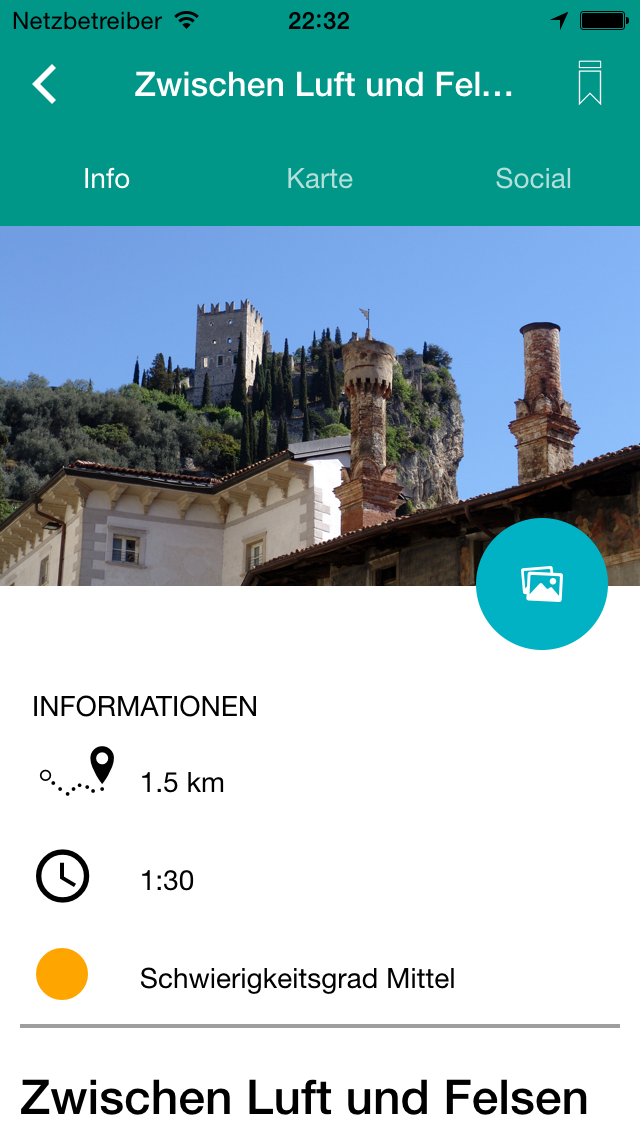 Netzbetreiber 22:32
Zwischen Luft und Fel...
Info Karte Social
INFORMATIONEN
1.5 km
1:30
Schwierigkeitsgrad Mittel
Zwischen Luft und Felsen